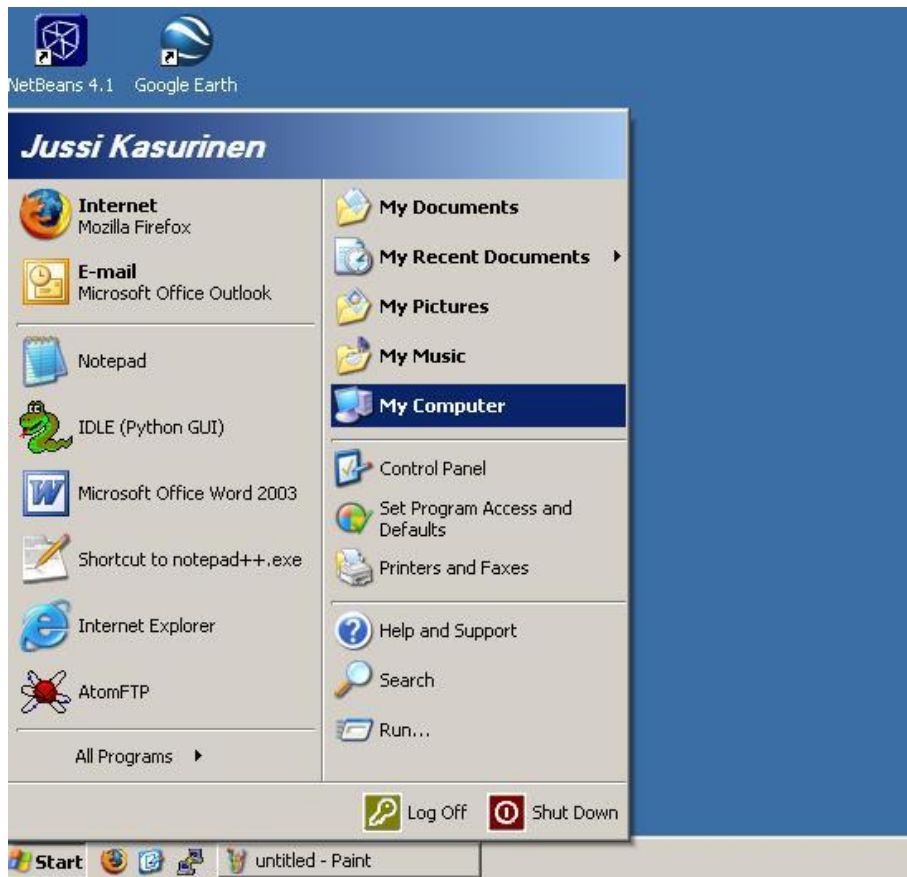 NetBeans 4.1
Google Earth
Jussi Kasurinen
Internet
Mozilla Firefox
E-mail
Microsoft Office Outlook
Notepad
IDLE (Python GUI)
Microsoft Office Word 2003
Shortcut to notepad++.exe
Internet Explorer
AtomFTP
All Programs
My Documents
My Recent Documents
My Pictures
My Music
My Computer
Control Panel
Set Program Access and
Defaults
Printers and Faxes
Help and Support
Search
Run...
Log Off
Shut Down
Start
untitled - Paint